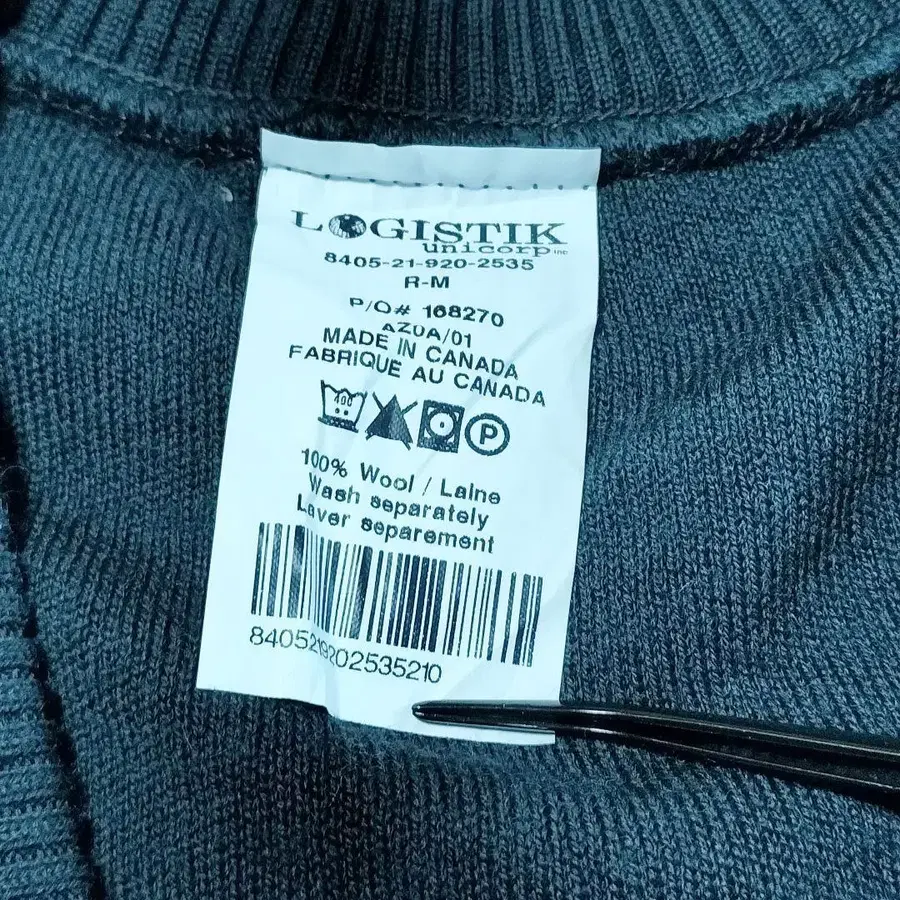 LOGISTIK
unicorp inc
8405-21-920-2535
R-M
P/O# 168270
AZ0A/01
MADE IN CANADA
FABRIQUE AU CANADA
P
100% Wool / Laine
Wash separately
Laver separement
8405219202535210